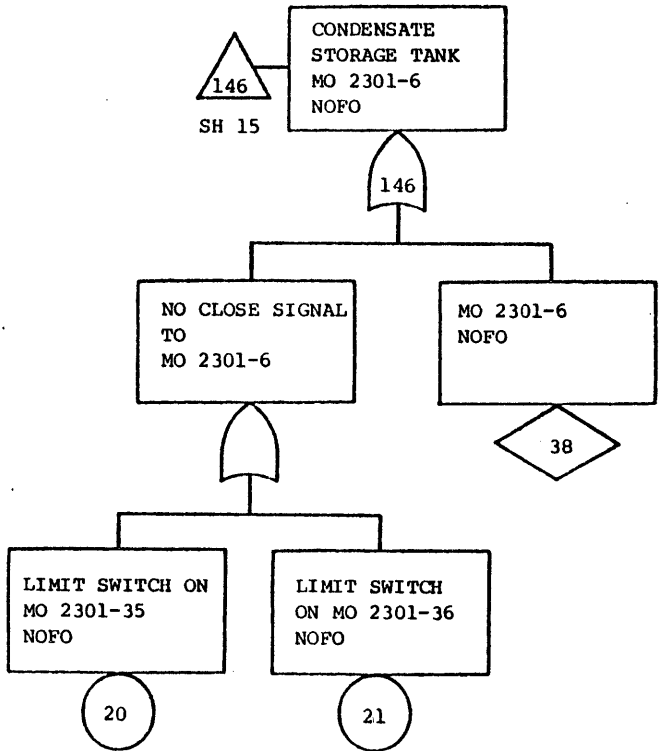 CONDENSATE
STORAGE TANK
MO 2301-6
NOFO
146
SH 15
146
NO CLOSE SIGNAL
TO
MO 2301-6
MO 2301-6
NOFO
38
LIMIT SWITCH ON
MO 2301-35
NOFO
LIMIT SWITCH
ON MO 2301-36
NOFO
20
21